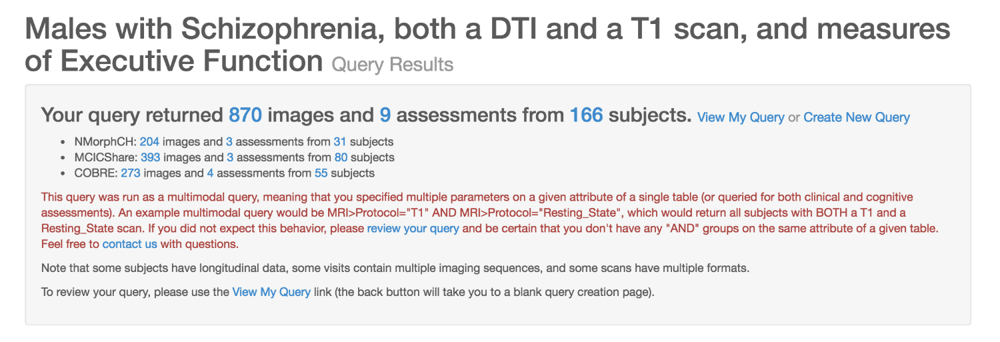 Males with Schizophrenia, both a DTI and a T1 scan, and measures
of Executive Function Query Results
Your query returned 870 images and 9 assessments from 166 subjects. View My Query or Create New Query
• NMorphCH: 204 images and 3 assessments from 31 subjects
• MCICShare: 393 images and 3 assessments from 80 subjects
• COBRE: 273 images and 4 assessments from 55 subjects
This query was run as a multimodal query, meaning that you specified multiple parameters on a given attribute of a single table (or queried for both clinical and cognitive
assessments). An example multimodal query would be MRI>Protocol="T1" AND MRI>Protocol="Resting_State", which would return all subjects with BOTH a T1 and a
Resting_State scan. If you did not expect this behavior, please review your query and be certain that you don't have any "AND" groups on the same attribute of a given table.
Feel free to contact us with questions.
Note that some subjects have longitudinal data, some visits contain multiple imaging sequences, and some scans have multiple formats.
To review your query, please use the View My Query link (the back button will take you to a blank query creation page).